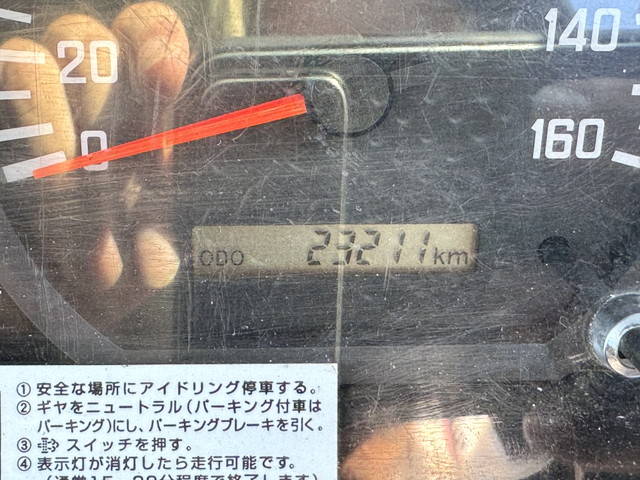 20
0
140
160
ODO 23211km
① 安全な場所にアイドリング停車する。
② ギヤをニュートラル(パーキング付車は
パーキング)にし、パーキングブレーキを引く。
③ スイッチを押す。
④ 表示灯が消灯したら走行可能です。